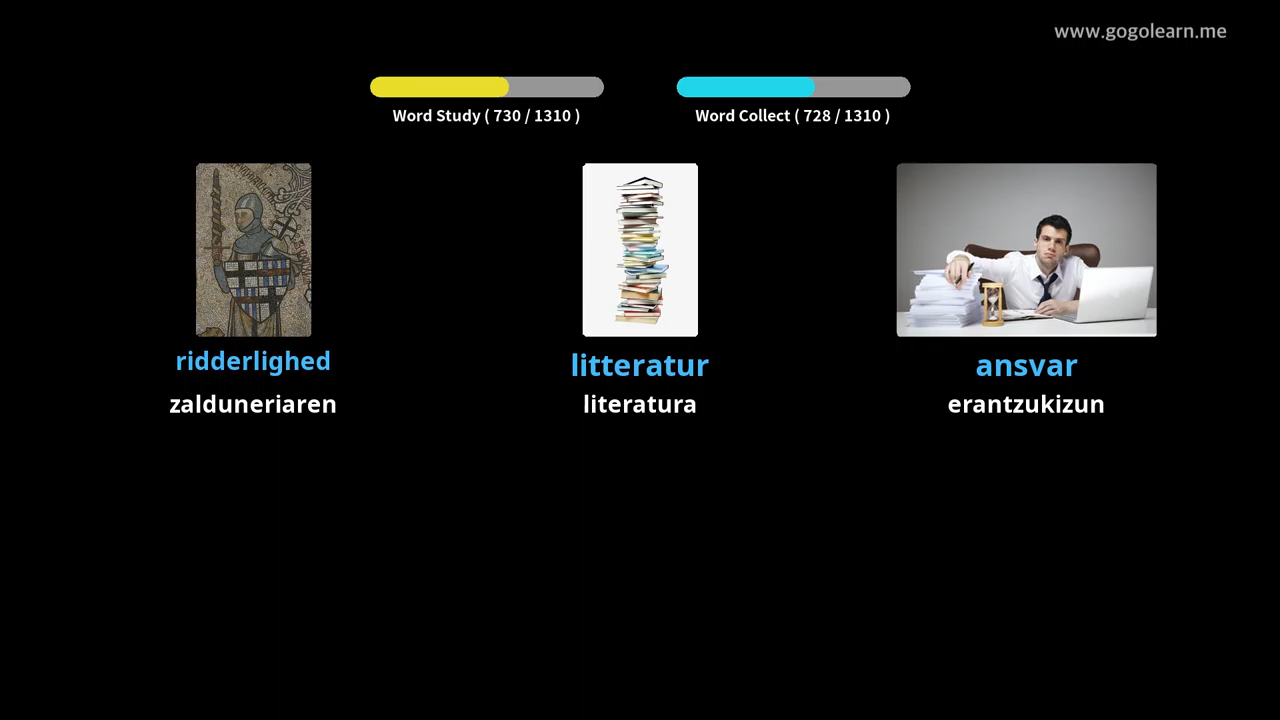 www.gogolearn.me
Word Study ( 730 / 1310 )
Word Collect ( 728 / 1310 )
ridderlighed
litteratur
ansvar
zalduneriaren
literatura
erantzukizun